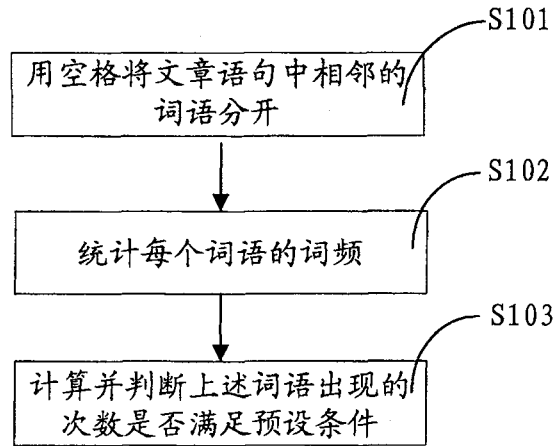 S101
用空格将文章语句中相邻的
词语分开
S102
统计每个词语的词频
S103
计算并判断上述词语出现的
次数是否满足预设条件